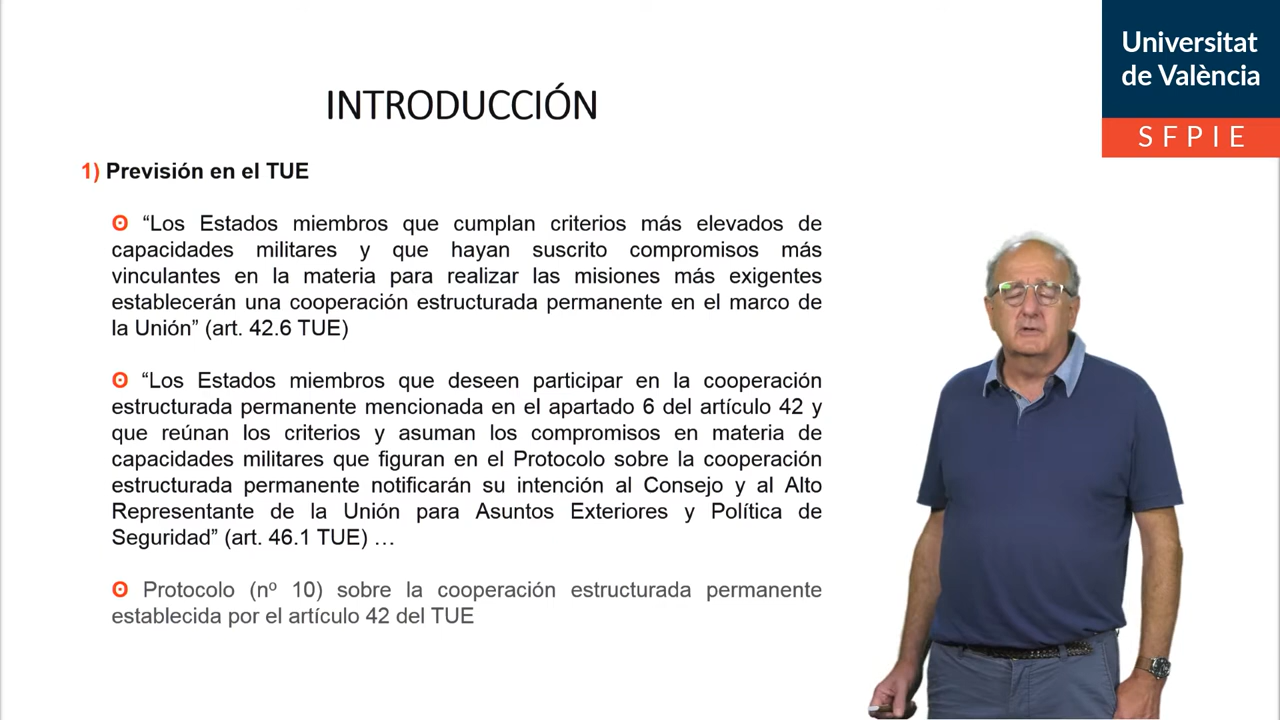 Universitat
de València
SFPIE
INTRODUCCIÓN
1) Previsión en el TUE
“Los Estados miembros que cumplan criterios más elevados de
capacidades militares y que hayan suscrito compromisos más
vinculantes en la materia para realizar las misiones más exigentes
establecerán una cooperación estructurada permanente en el marco de
la Unión” (art. 42.6 TUE)
“Los Estados miembros que deseen participar en la cooperación
estructurada permanente mencionada en el apartado 6 del artículo 42 y
que reúnan los criterios y asuman los compromisos en materia de
capacidades militares que figuran en el Protocolo sobre la cooperación
estructurada permanente notificarán su intención al Consejo y al Alto
Representante de la Unión para Asuntos Exteriores y Política de
Seguridad” (art. 46.1 TUE) …
Protocolo (nº 10) sobre la cooperación estructurada permanente
establecida por el artículo 42 del TUE